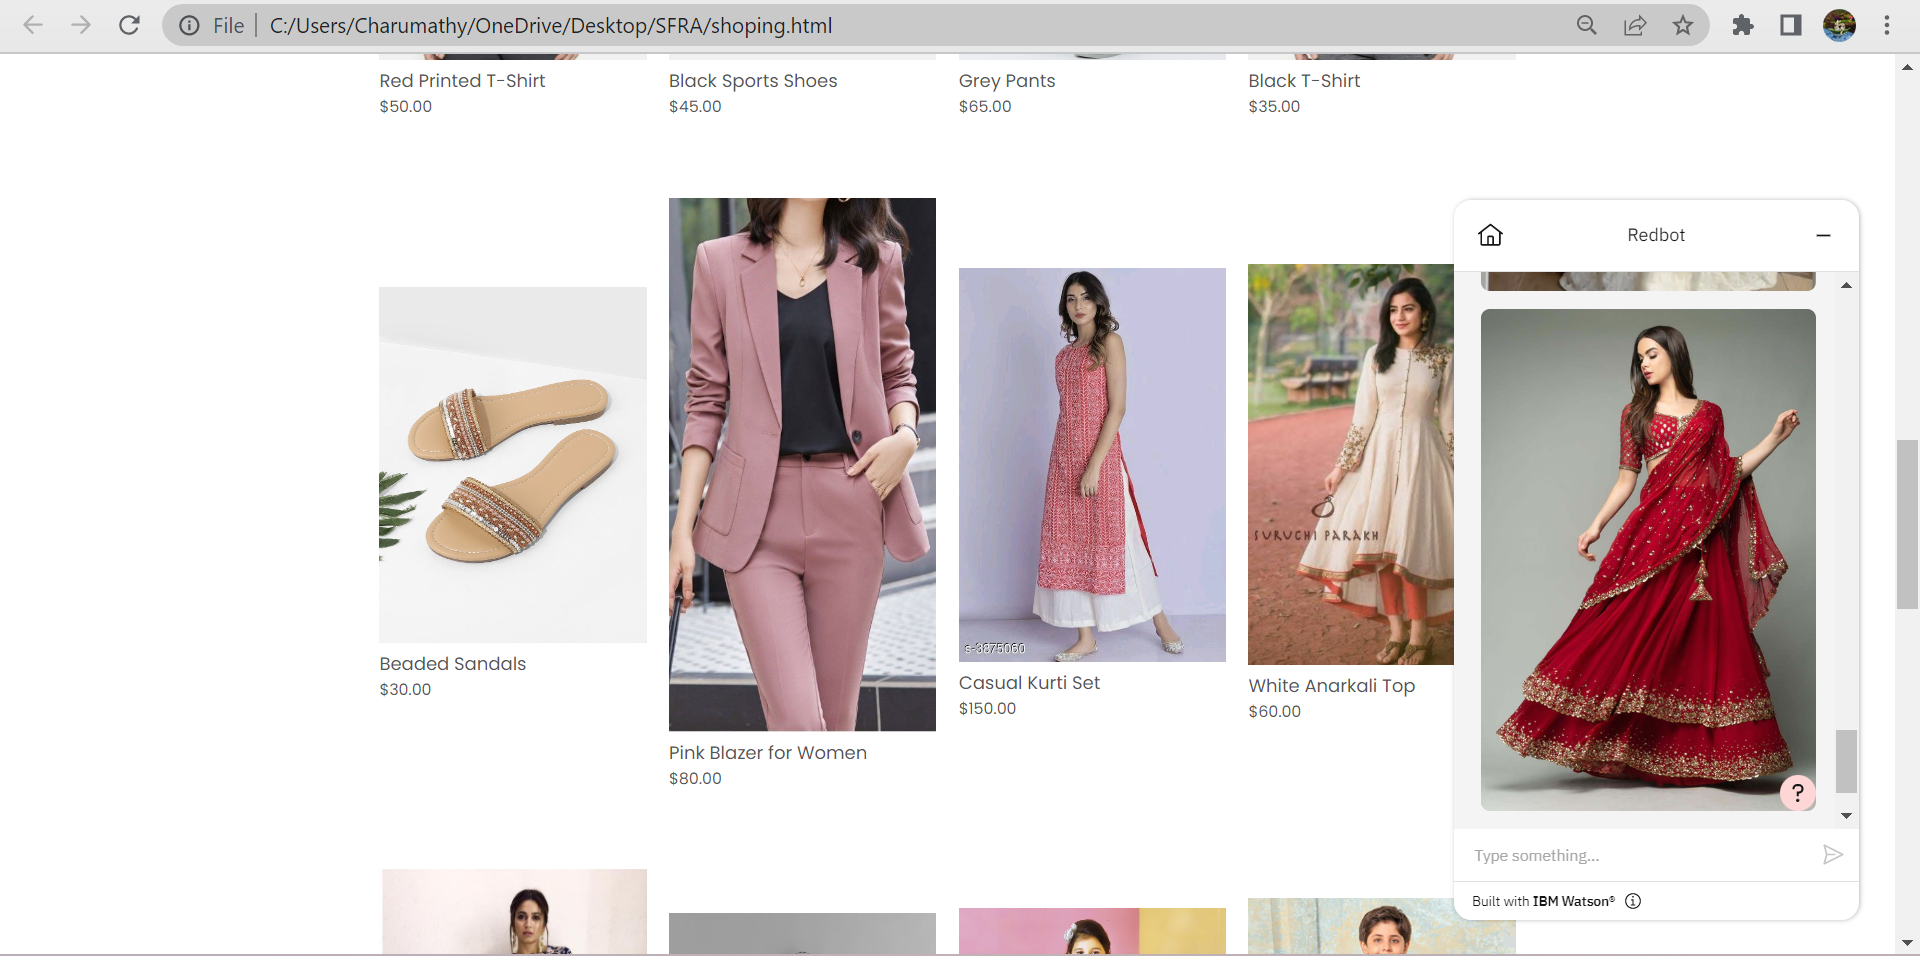 File
C:/Users/Charumathy/OneDrive/Desktop/SFRA/shoping.html
Red Printed T-Shirt
$50.00
Black Sports Shoes
$45.00
Grey Pants
$65.00
Black T-Shirt
$35.00
Beaded Sandals
$30.00
Pink Blazer for Women
$80.00
s-3875060
Casual Kurti Set
$150.00
SURUCHI PARAKH
White Anarkali Top
$60.00
Redbot
?
Type something...
Built with IBM Watson®